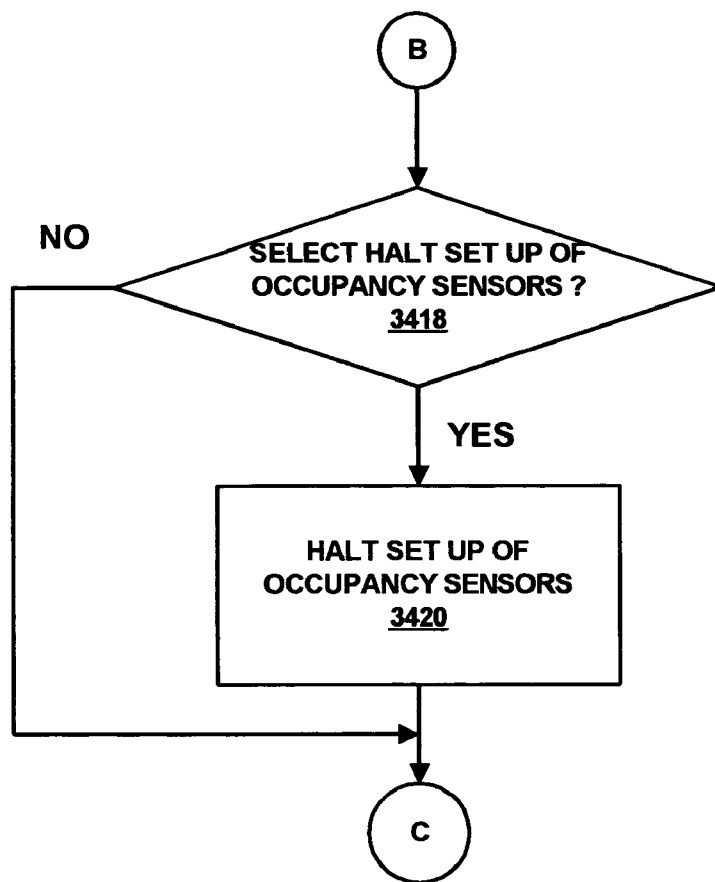 B
NO
SELECT HALT SET UP OF
OCCUPANCY SENSORS ?
3418
YES
HALT SET UP OF
OCCUPANCY SENSORS
3420
C